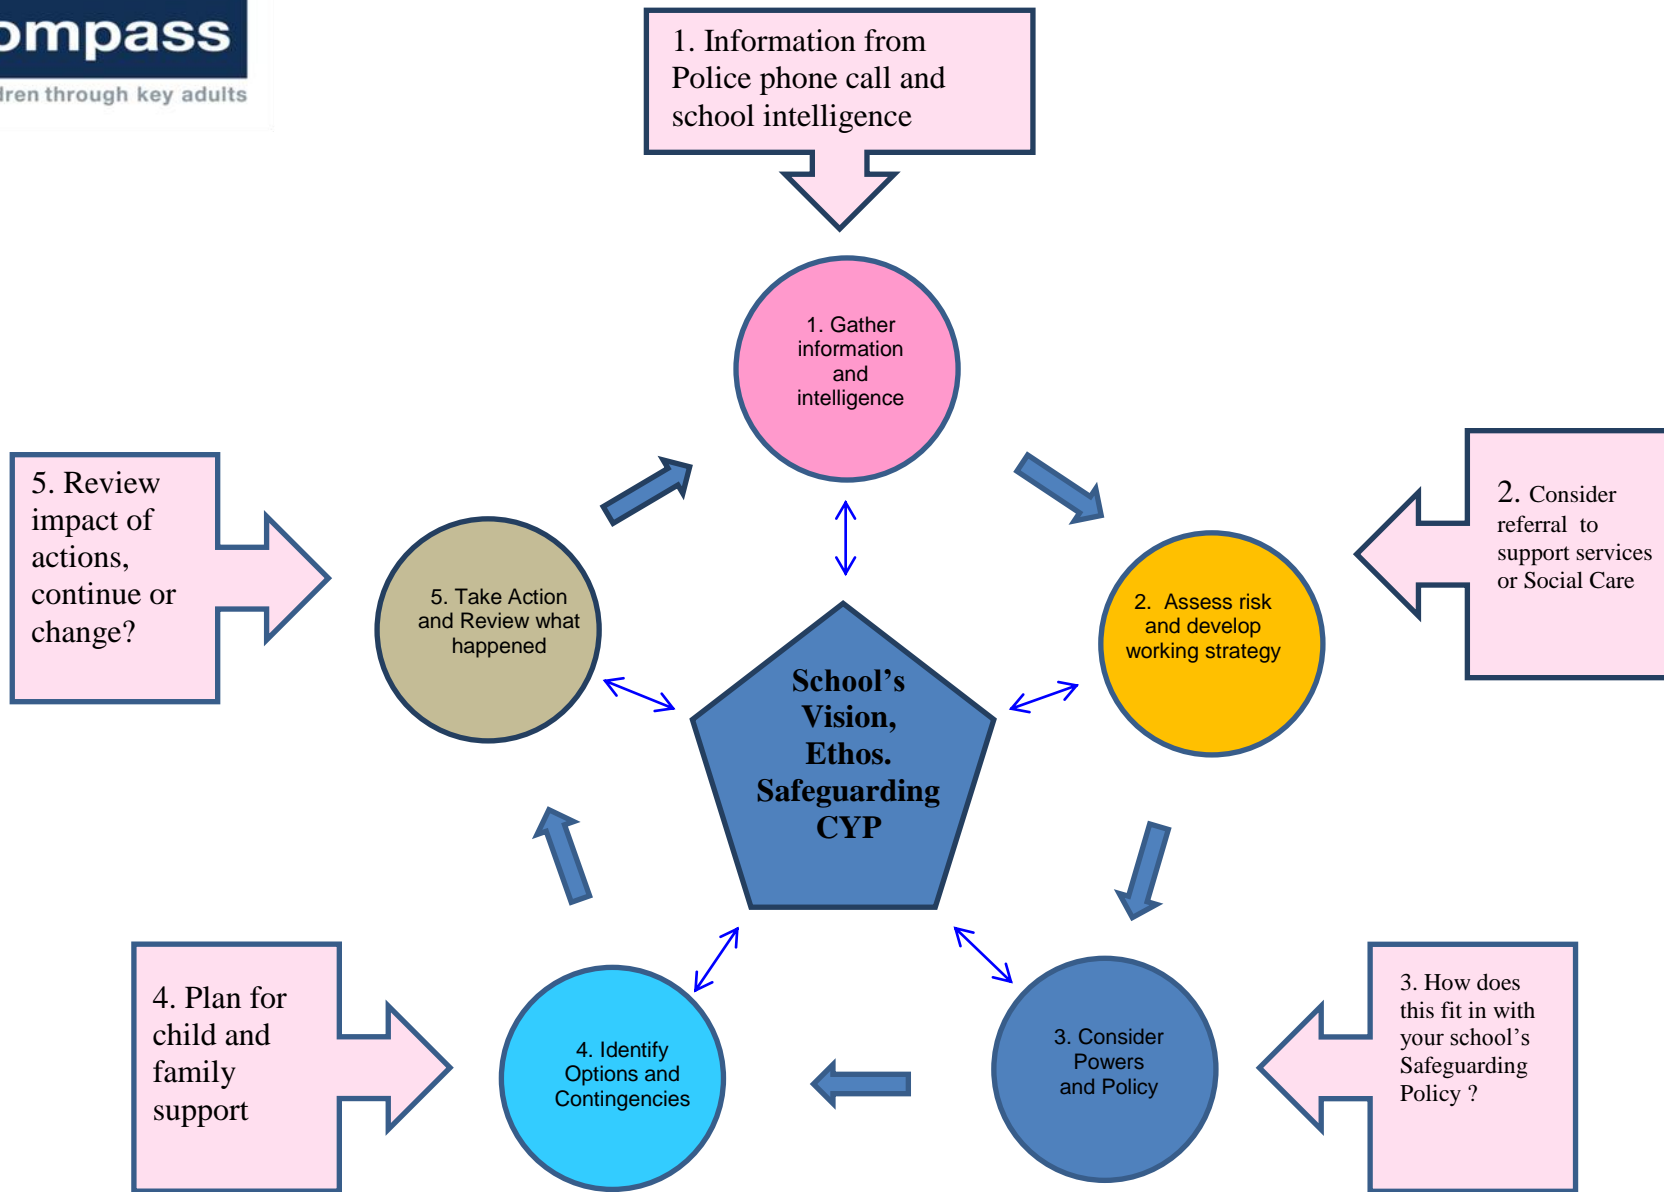 ompass
dren through key adults
1. Information from
Police phone call and
school intelligence
1. Gather
information
and
intelligence
5. Review
impact of
actions,
continue or
change?
2. Consider
referral to
support services
or Social Care
5. Take Action
and Review what
happened
2. Assess risk
and develop
working strategy
School’s
Vision,
Ethos.
Safeguarding
CYP
4. Plan for
child and
family
support
4. Identify
Options and
Contingencies
3. Consider
Powers
and Policy
3. How does
this fit in with
your school’s
Safeguarding
Policy ?